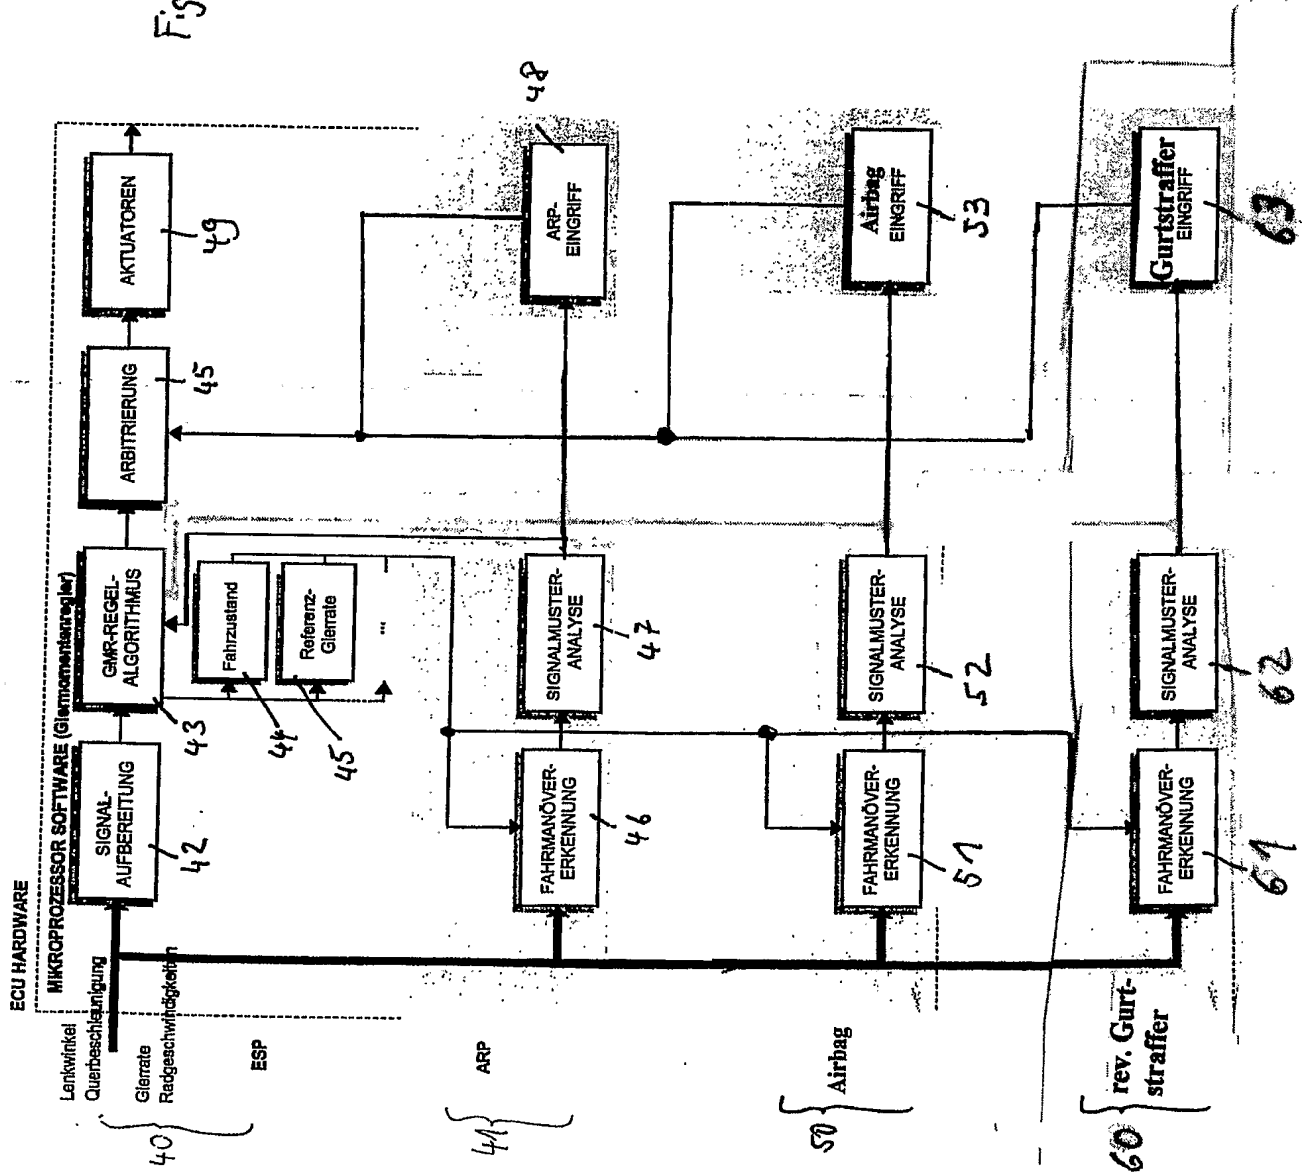 Fig
ECU HARDWARE
MIKROPROZESSOR SOFTWARE (Giermomentenregler)
Lenkwinkel
Querbeschleunigung
Gierrate
Radgeschwindigkeiten
40
ESP
SIGNAL-
AUFBEREITUNG
42
GMR-REGEL-
ALGORITHMUS
43
ARBITRIERUNG
45
AKTUATOREN
49
Fahrzustand
44
Referenz-
Gierrate
45
...
41
ARP
FAHRMANÖVER-
ERKENNUNG
46
SIGNALMUSTER-
ANALYSE
47
ARP-
EINGRIFF
48
50
Airbag
FAHRMANÖVER-
ERKENNUNG
51
SIGNALMUSTER-
ANALYSE
52
Airbag
EINGRIFF
53
60
rev. Gurt-
straffer
FAHRMANÖVER-
ERKENNUNG
61
SIGNALMUSTER-
ANALYSE
62
Gurtstraffer
EINGRIFF
63